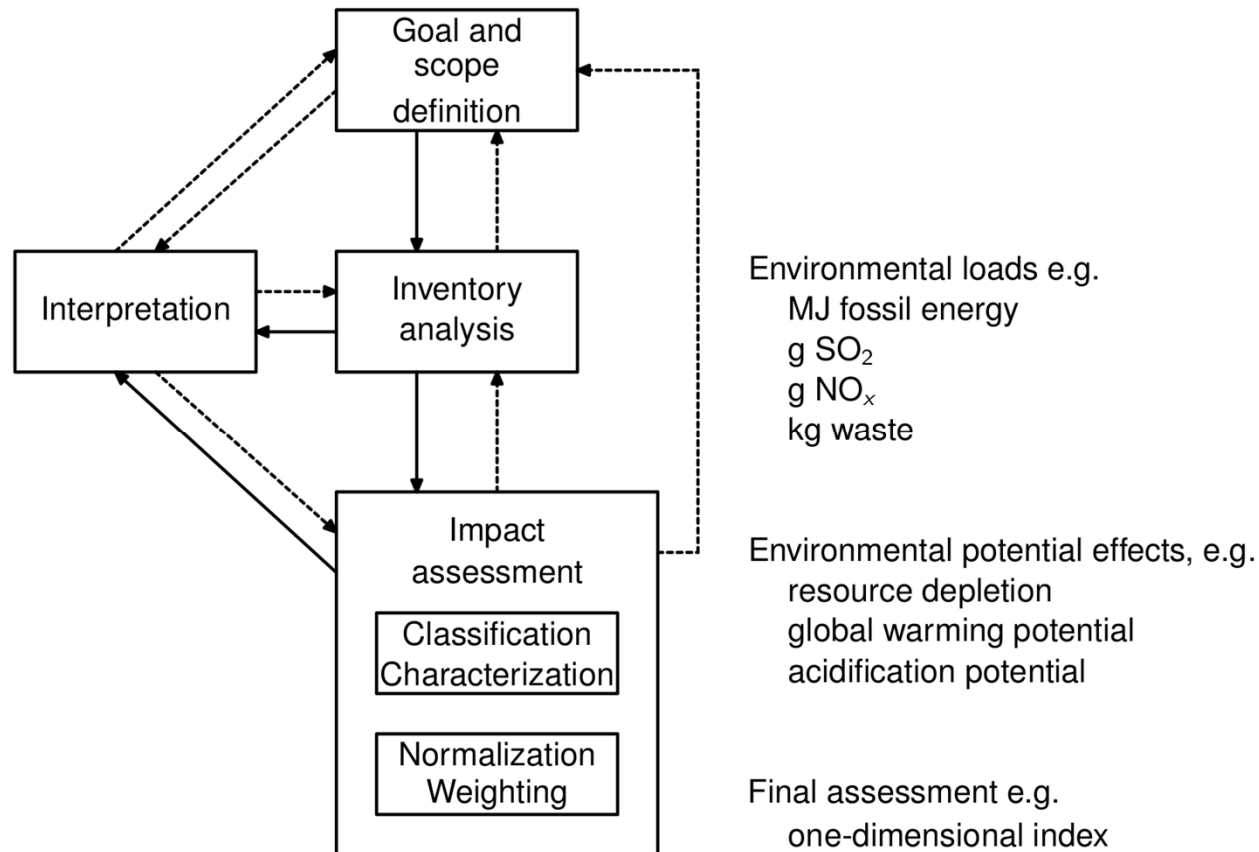 Goal and
scope
definition
Interpretation
Inventory
analysis
Environmental loads e.g.
MJ fossil energy
g SO₂
g NOₓ
kg waste
Impact
assessment
Environmental potential effects, e.g.
resource depletion
global warming potential
acidification potential
Classification
Characterization
Normalization
Weighting
Final assessment e.g.
one-dimensional index